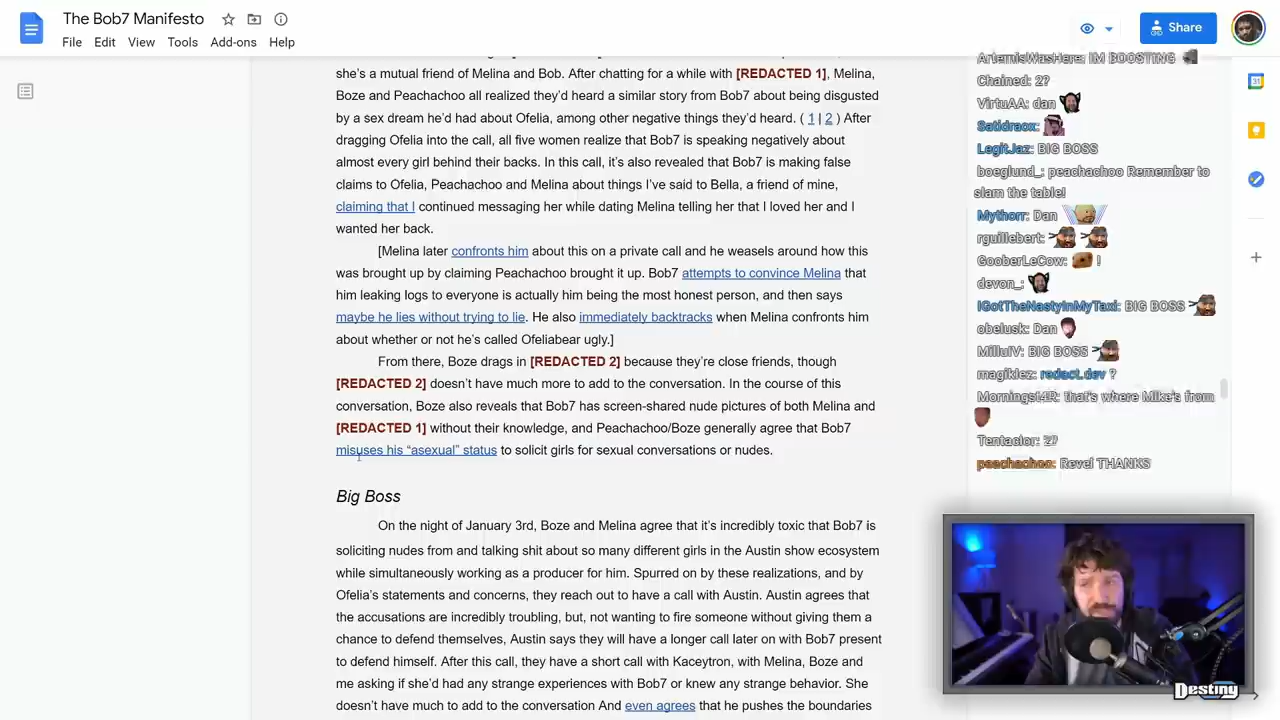 The Bob7 Manifesto
File Edit View Tools Add-ons Help
Share
she's a mutual friend of Melina and Bob. After chatting for a while with [REDACTED 1], Melina,
Boze and Peachachoo all realized they'd heard a similar story from Bob7 about being disgusted
by a sex dream he'd had about Ofelia, among other negative things they'd heard. ( 1 | 2 ) After
dragging Ofelia into the call, all five women realize that Bob7 is speaking negatively about
almost every girl behind their backs. In this call, it's also revealed that Bob7 is making false
claims to Ofelia, Peachachoo and Melina about things I've said to Bella, a friend of mine,
claiming that I continued messaging her while dating Melina telling her that I loved her and I
wanted her back.
[Melina later confronts him about this on a private call and he weasels around how this
was brought up by claiming Peachachoo brought it up. Bob7 attempts to convince Melina that
him leaking logs to everyone is actually him being the most honest person, and then says
maybe he lies without trying to lie. He also immediately backtracks when Melina confronts him
about whether or not he's called Ofeliabear ugly.]
From there, Boze drags in [REDACTED 2] because they're close friends, though
[REDACTED 2] doesn't have much more to add to the conversation. In the course of this
conversation, Boze also reveals that Bob7 has screen-shared nude pictures of both Melina and
[REDACTED 1] without their knowledge, and Peachachoo/Boze generally agree that Bob7
misuses his “asexual” status to solicit girls for sexual conversations or nudes.
Big Boss
On the night of January 3rd, Boze and Melina agree that it's incredibly toxic that Bob7 is
soliciting nudes from and talking shit about so many different girls in the Austin show ecosystem
while simultaneously working as a producer for him. Spurred on by these realizations, and by
Ofelia's statements and concerns, they reach out to have a call with Austin. Austin agrees that
the accusations are incredibly troubling, but, not wanting to fire someone without giving them a
chance to defend themselves, Austin says they will have a longer call later on with Bob7 present
to defend himself. After this call, they have a short call with Kaceytron, with Melina, Boze and
me asking if she'd had any strange experiences with Bob7 or knew any strange behavior. She
doesn't have much to add to the conversation And even agrees that he pushes the boundaries
ArtemisWasHere: IM BOOSTING
Chained: 2?
VirtuAA: dan
Satidraox:
LegitJaz: BIG BOSS
boeglund_: peachachoo Remember to
slam the table!
Mythorr: Dan
rguillebert:
GooberLeCow: !
devon_:
IGotTheNastyInMyTaxi: BIG BOSS
obelusk: Dan
MilluIV: BIG BOSS
magiklez: redact.dev ?
MorningsL4R: that's where Mike's from
Tentacior: 2?
peachachoo: Revel THANKS
Destiny